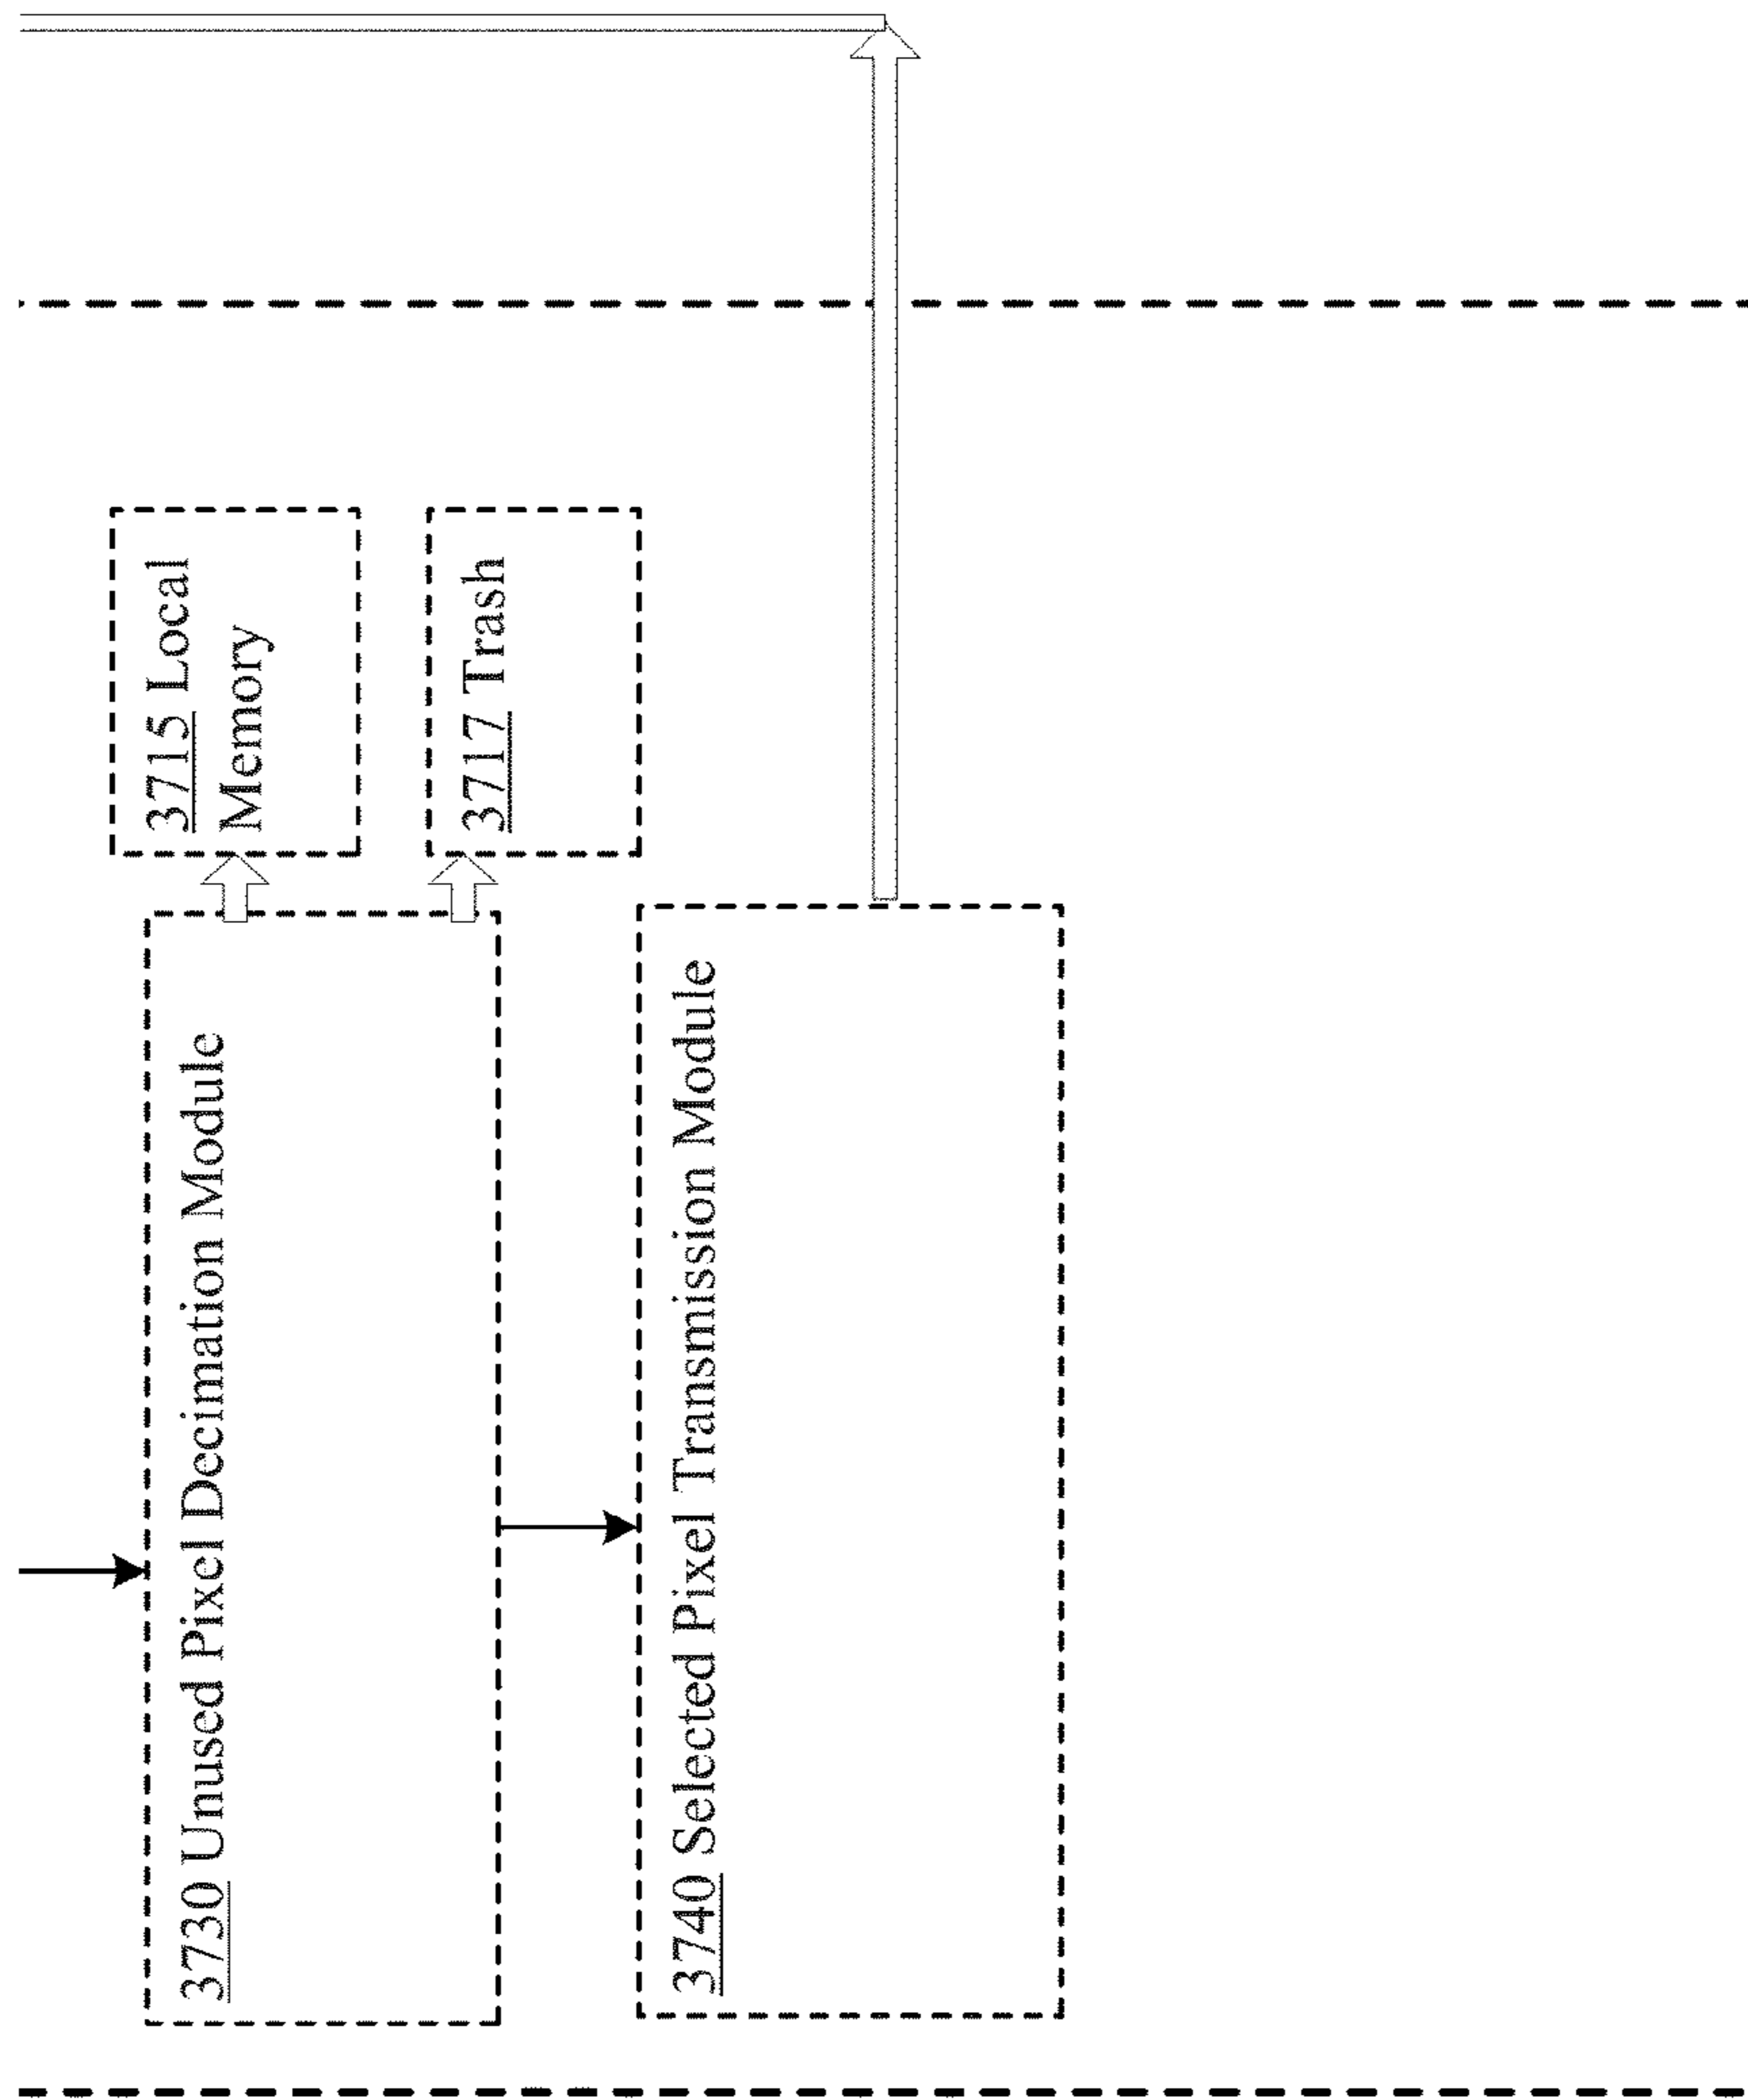 3715 Local
Memory
3717 Trash
3730 Unused Pixel Decimation Module
3740 Selected Pixel Transmission Module